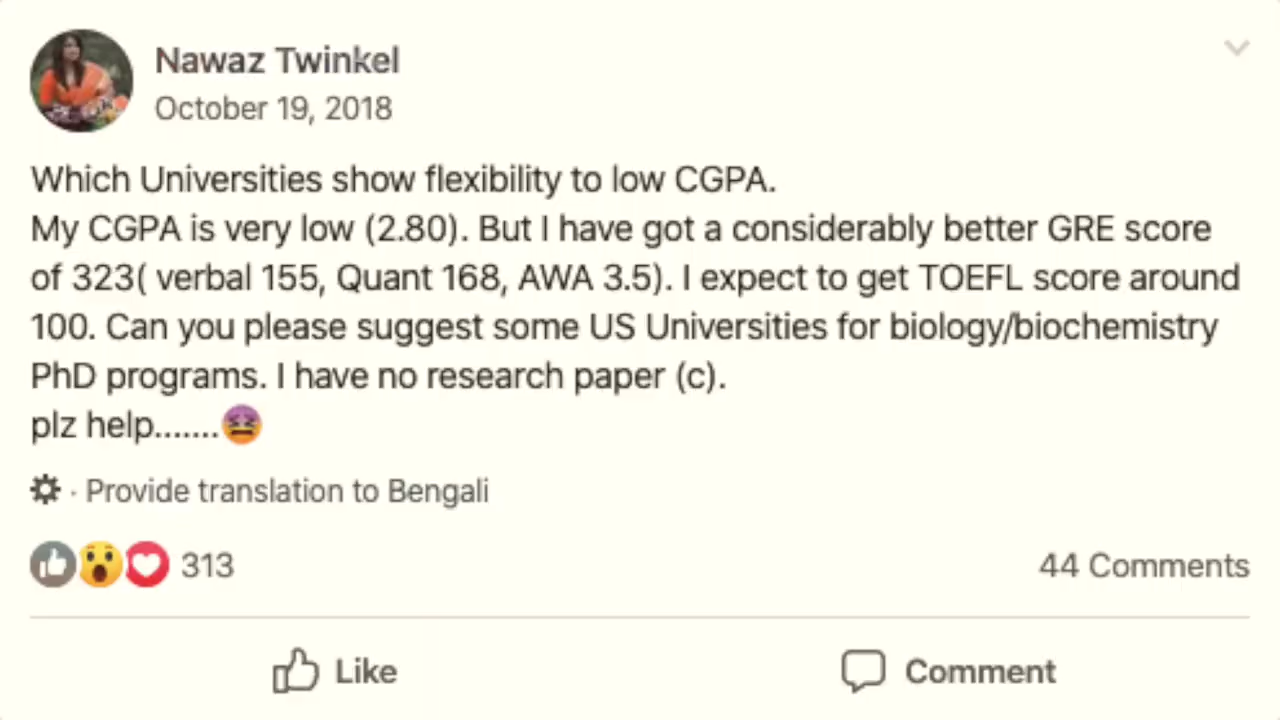 Nawaz Twinkel
October 19, 2018
Which Universities show flexibility to low CGPA.
My CGPA is very low (2.80). But I have got a considerably better GRE score
of 323( verbal 155, Quant 168, AWA 3.5). I expect to get TOEFL score around
100. Can you please suggest some US Universities for biology/biochemistry
PhD programs. I have no research paper (c).
plz help.......😫
· Provide translation to Bengali
313
44 Comments
Like
Comment